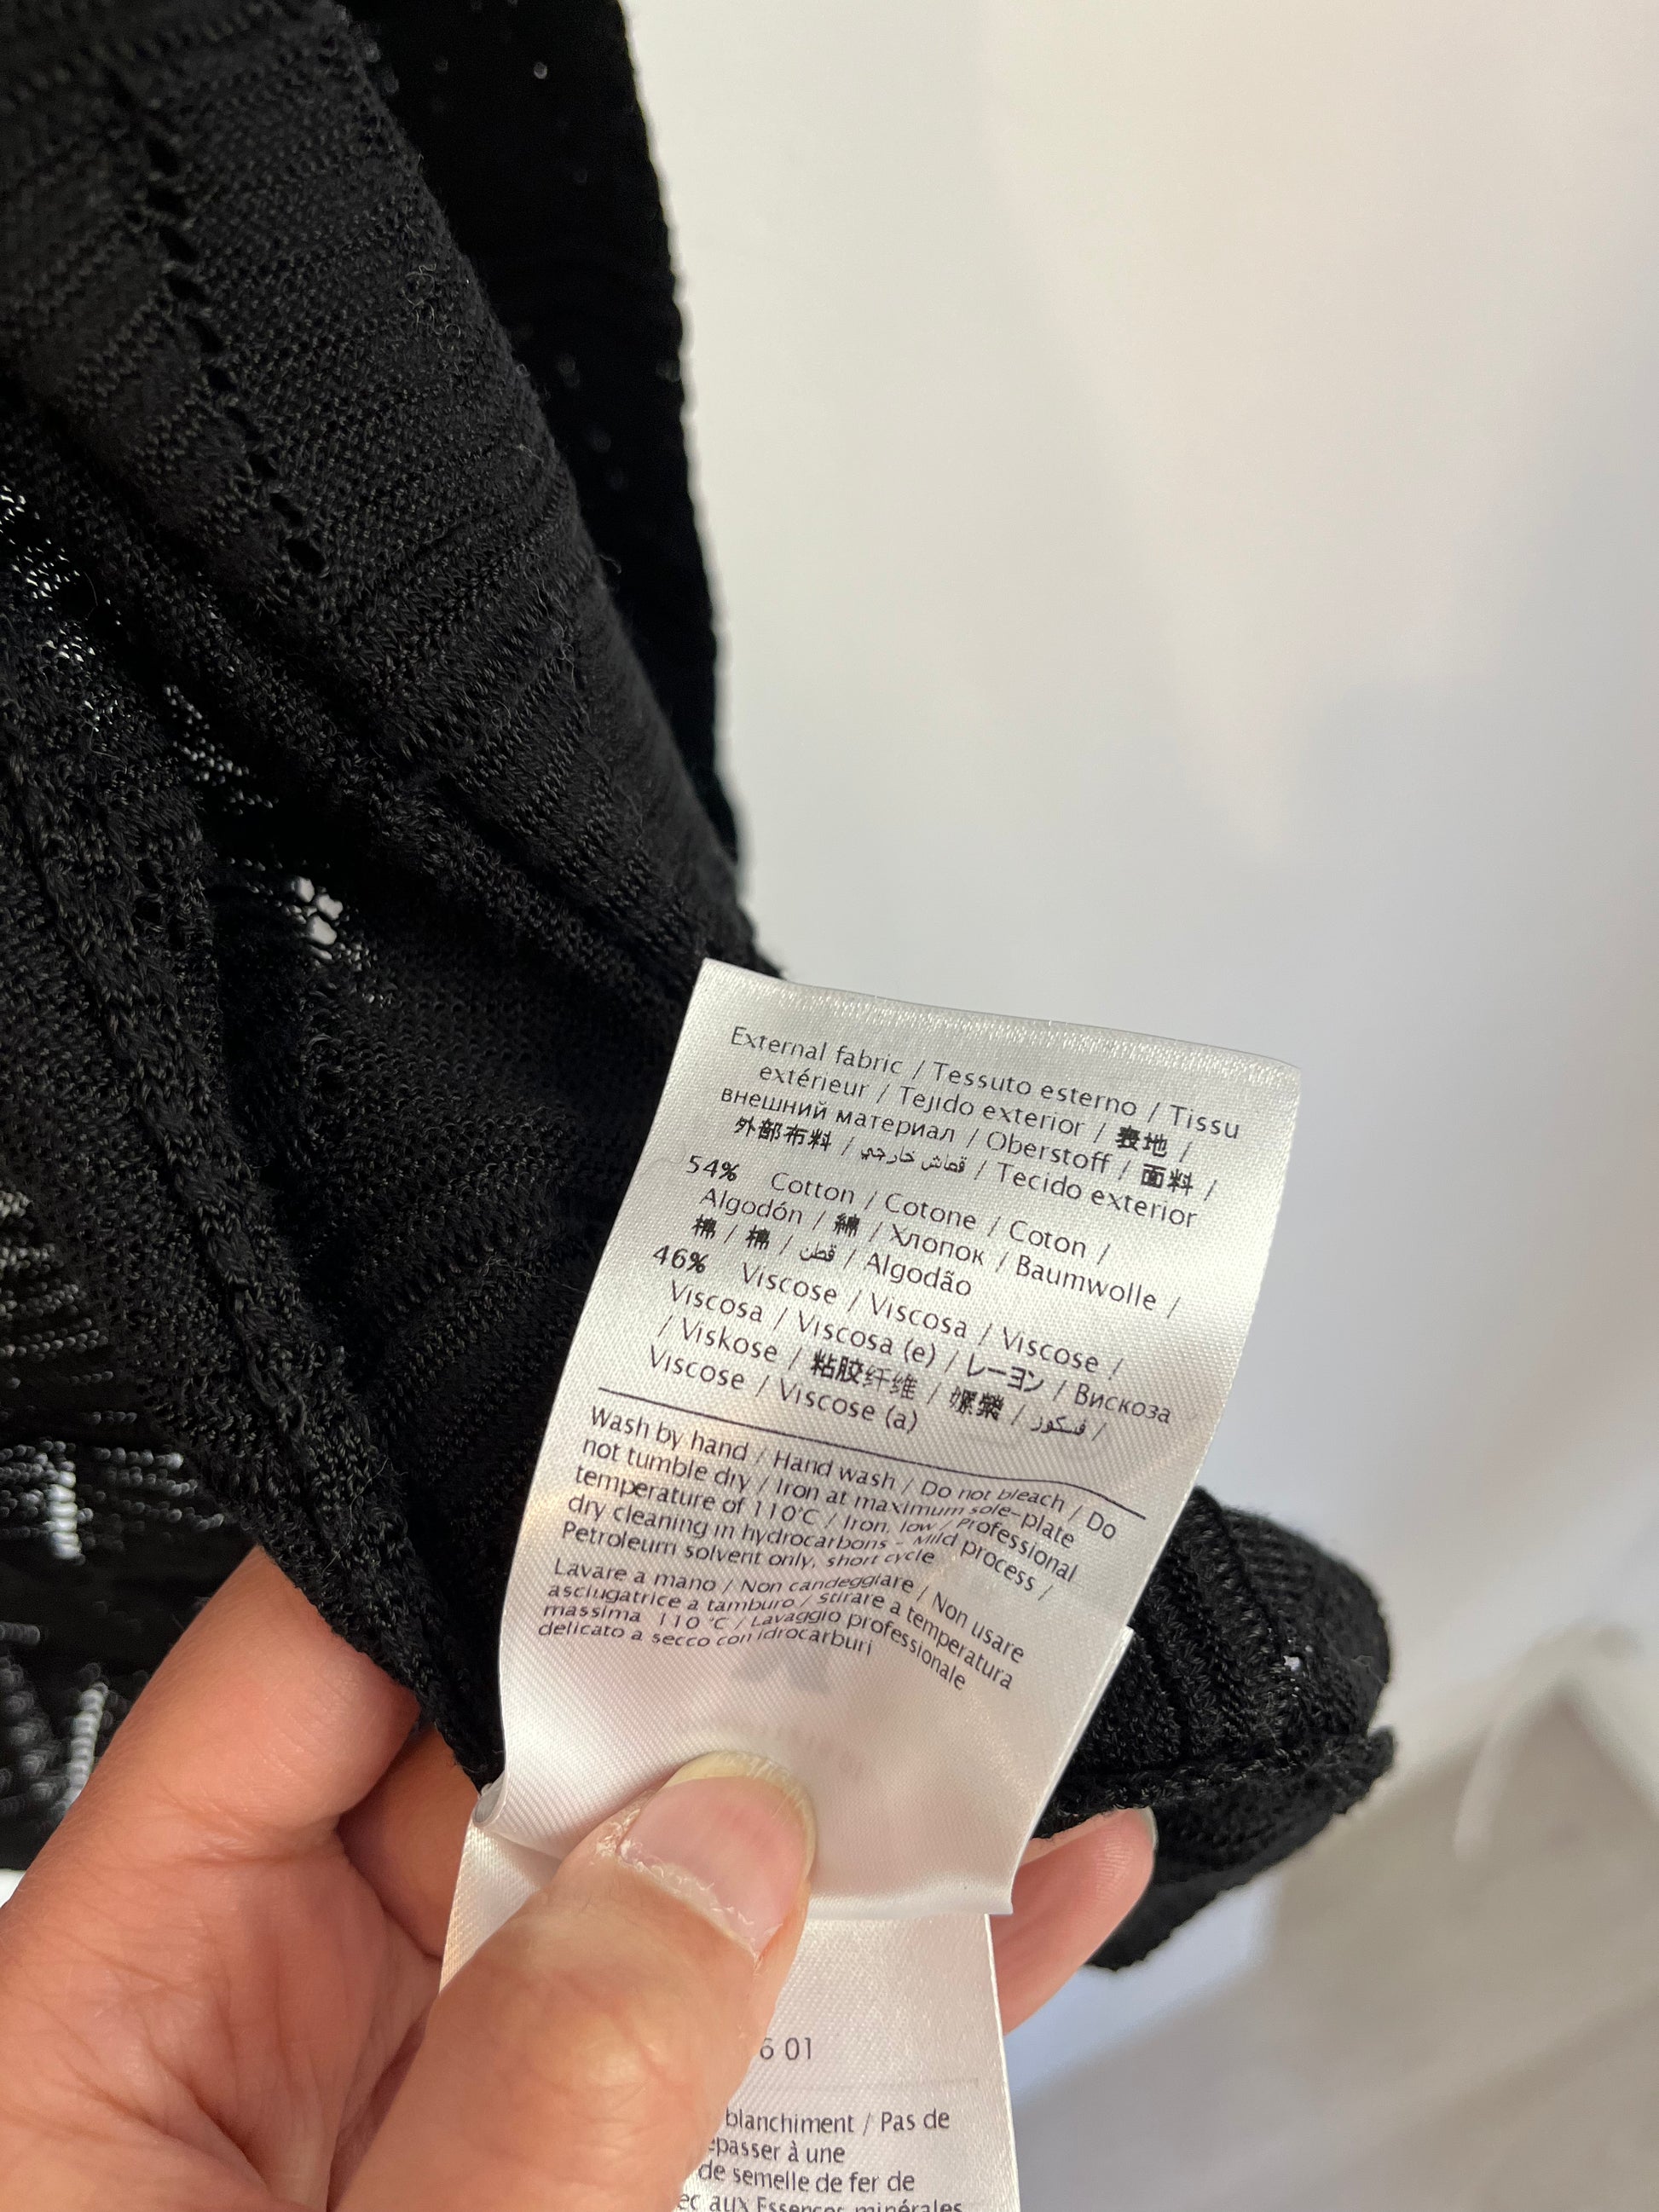 External fabric / Tessuto esterno / Tissu
extérieur / Tejido exterior / 表地 /
внешний материал / Oberstoff / 面料 /
外部布料 / قماش خارجي / Tecido exterior
54% Cotton / Cotone / Coton /
Algodón / 綿 / Хлопок / Baumwolle /
棉 / 棉 / قطن / Algodão
46% Viscose / Viscosa / Viscose /
Viscosa / Viscosa (e) / レーヨン / Вискоза
/ Viskose / 粘胶纤维 / 嫘縈 / فسكوز /
Viscose / Viscose (a)
Wash by hand / Hand wash / Do not bleach / Do
not tumble dry / Iron at maximum sole-plate
temperature of 110°C / Iron, low / Professional
dry cleaning in hydrocarbons - Mild process /
Petroleum solvent only, short cycle
Lavare a mano / Non candeggiare / Non usare
asciugatrice a tamburo / Stirare a temperatura
massima 110 °C / Lavaggio professionale
delicato a secco con idrocarburi
6 01
blanchiment / Pas de
épasser à une
de semelle de fer de
ec aux Essences minérales